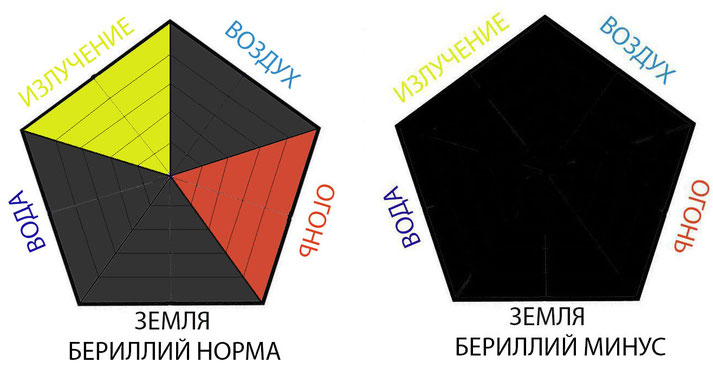 ИЗЛУЧЕНИЕ
ВОЗДУХ
ВОДА
ОГОНЬ
ЗЕМЛЯ
БЕРИЛЛИЙ НОРМА
ИЗЛУЧЕНИЕ
ВОЗДУХ
ВОДА
ОГОНЬ
ЗЕМЛЯ
БЕРИЛЛИЙ МИНУС